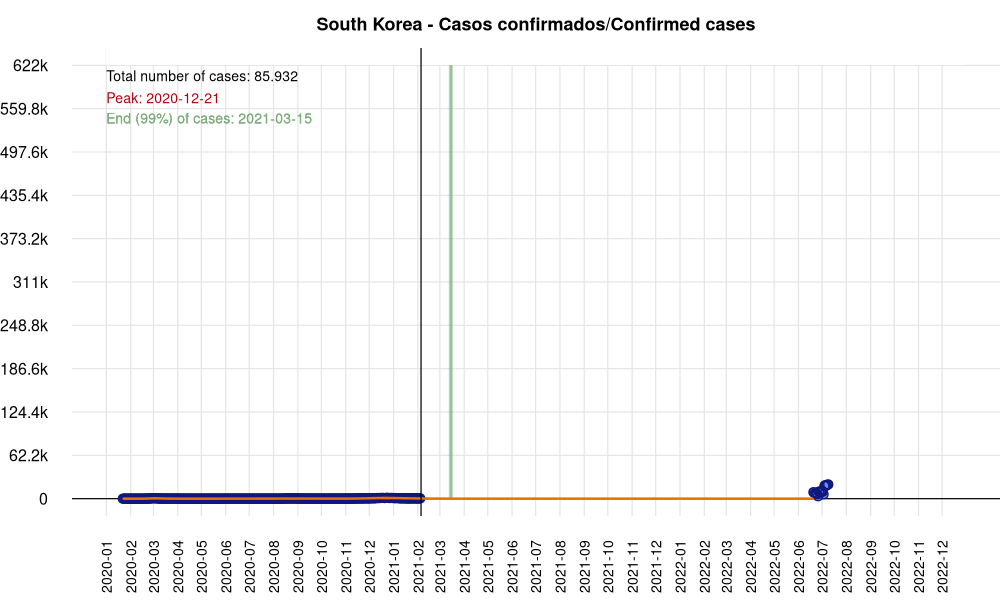 South Korea - Casos confirmados/Confirmed cases
622k
Total number of cases: 85.932
Peak: 2020-12-21
559.8k
End (99%) of cases: 2021-03-15
497.6k
435.4k
373.2k
311k
248.8k
186.6k
124.4k
62.2k
0
2020-01
2020-02
2020-03
2020-04
2020-05
2020-06
2020-07
2020-08
2020-09
2020-10
2020-11
2020-12
2021-01
2021-02
2021-03
2021-04
2021-05
2021-06
2021-07
2021-08
2021-09
2021-10
2021-11
2021-12
2022-01
2022-02
2022-03
2022-04
2022-05
2022-06
2022-07
2022-08
2022-09
2022-10
2022-11
2022-12